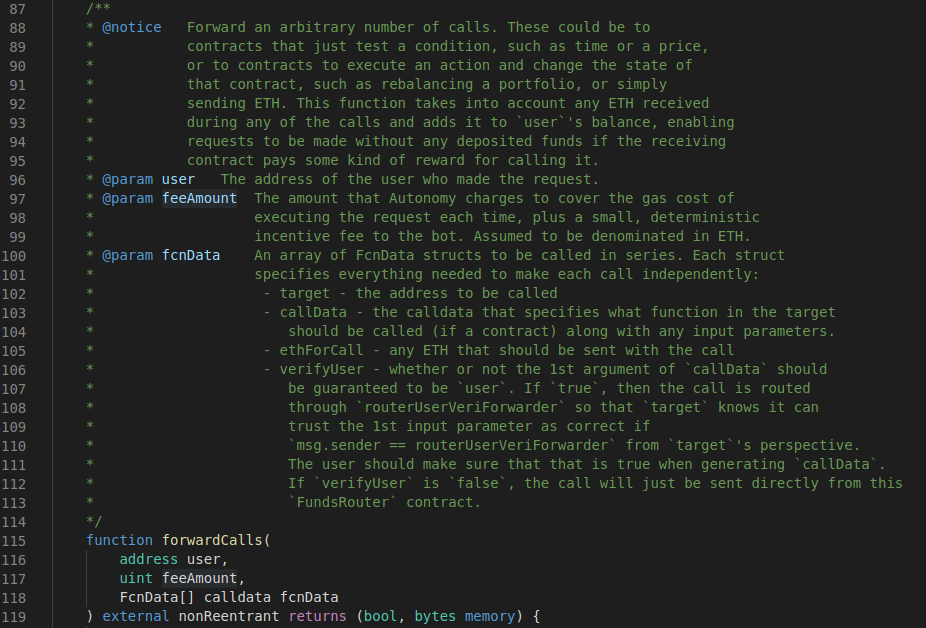 87 /**
88 * @notice Forward an arbitrary number of calls. These could be to
89 * contracts that just test a condition, such as time or a price,
90 * or to contracts to execute an action and change the state of
91 * that contract, such as rebalancing a portfolio, or simply
92 * sending ETH. This function takes into account any ETH received
93 * during any of the calls and adds it to `user`'s balance, enabling
94 * requests to be made without any deposited funds if the receiving
95 * contract pays some kind of reward for calling it.
96 * @param user The address of the user who made the request.
97 * @param feeAmount The amount that Autonomy charges to cover the gas cost of
98 * executing the request each time, plus a small, deterministic
99 * incentive fee to the bot. Assumed to be denominated in ETH.
100 * @param fcnData An array of FcnData structs to be called in series. Each struct
101 * specifies everything needed to make each call independently:
102 * - target - the address to be called
103 * - callData - the calldata that specifies what function in the target
104 * should be called (if a contract) along with any input parameters.
105 * - ethForCall - any ETH that should be sent with the call
106 * - verifyUser - whether or not the 1st argument of `callData` should
107 * be guaranteed to be `user`. If `true`, then the call is routed
108 * through `routerUserVeriForwarder` so that `target` knows it can
109 * trust the 1st input parameter as correct if
110 * `msg.sender == routerUserVeriForwarder` from `target`'s perspective.
111 * The user should make sure that that is true when generating `callData`.
112 * If `verifyUser` is `false`, the call will just be sent directly from this
113 * `FundsRouter` contract.
114 */
115 function forwardCalls(
116 address user,
117 uint feeAmount,
118 FcnData[] calldata fcnData
119 ) external nonReentrant returns (bool, bytes memory) {